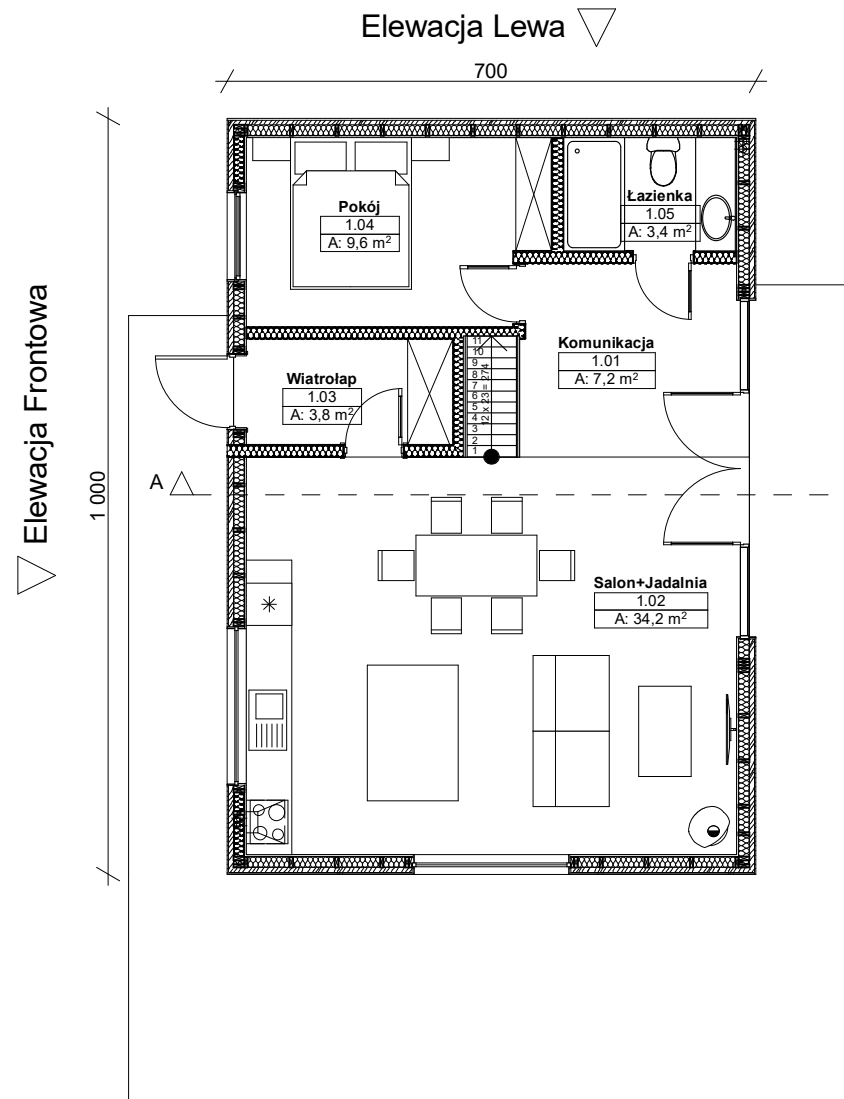 Elewacja Lewa
700
Elewacja Frontowa
1 000
Pokój
1.04
A: 9,6 m²
Łazienka
1.05
A: 3,4 m²
Komunikacja
1.01
A: 7,2 m²
Wiatrołap
1.03
A: 3,8 m²
11
10
9
8
7
6
5
4
3
2
1
12 x 23 = 274
A
Salon+Jadalnia
1.02
A: 34,2 m²